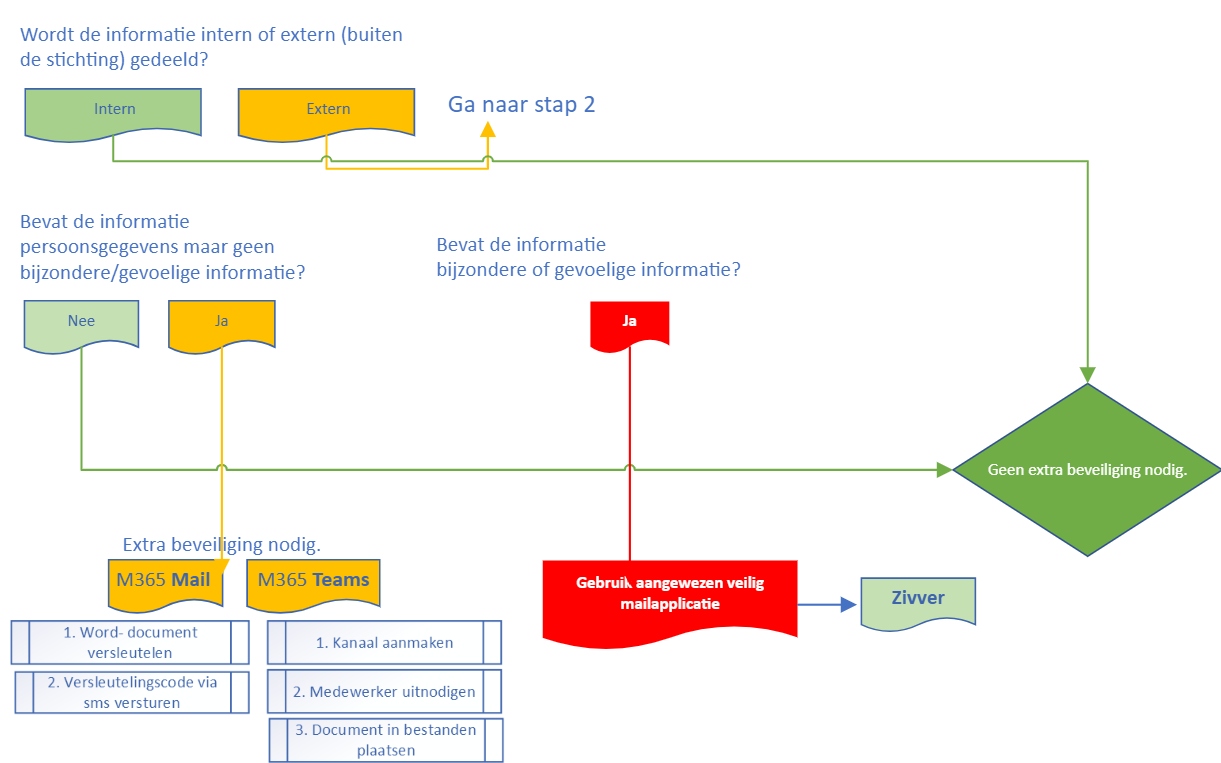 Wordt de informatie intern of extern (buiten
de stichting) gedeeld?
Intern
Extern
Ga naar stap 2
Bevat de informatie
persoonsgegevens maar geen
bijzondere/gevoelige informatie?
Nee
Ja
Bevat de informatie
bijzondere of gevoelige informatie?
Ja
Geen extra beveiliging nodig.
Extra beveiliging nodig.
M365 Mail
M365 Teams
1. Word- document
versleutelen
2. Versleutelingscode via
sms versturen
1. Kanaal aanmaken
2. Medewerker uitnodigen
3. Document in bestanden
plaatsen
Gebruik aangewezen veilig
mailapplicatie
Zivver